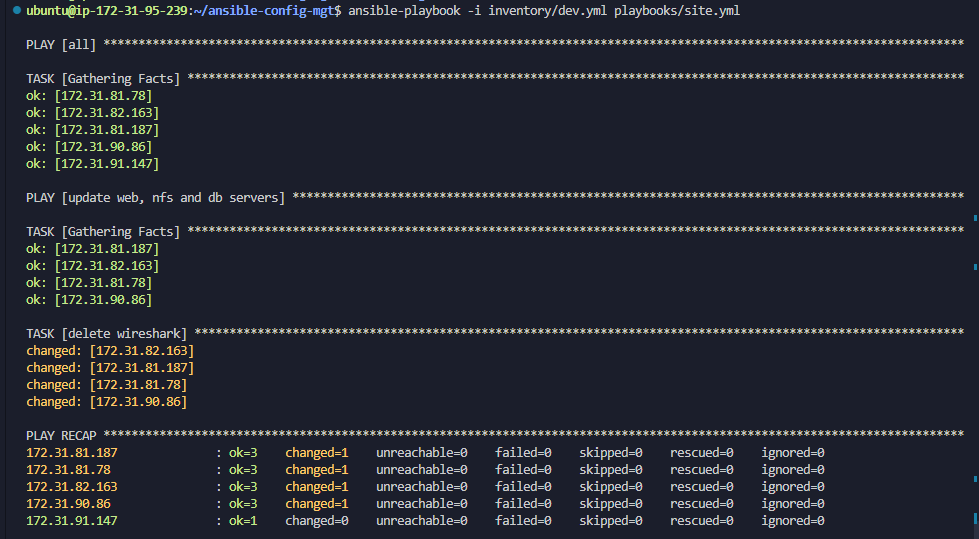 ubuntu@ip-172-31-95-239:~/ansible-config-mgt$ ansible-playbook -i inventory/dev.yml playbooks/site.yml
PLAY [all] **************************************************************************************************************************
TASK [Gathering Facts] **************************************************************************************************************
ok: [172.31.81.78]
ok: [172.31.82.163]
ok: [172.31.81.187]
ok: [172.31.90.86]
ok: [172.31.91.147]
PLAY [update web, nfs and db servers] ***********************************************************************************************
TASK [Gathering Facts] **************************************************************************************************************
ok: [172.31.81.187]
ok: [172.31.82.163]
ok: [172.31.81.78]
ok: [172.31.90.86]
TASK [delete wireshark] *************************************************************************************************************
changed: [172.31.82.163]
changed: [172.31.81.187]
changed: [172.31.81.78]
changed: [172.31.90.86]
PLAY RECAP **************************************************************************************************************************
172.31.81.187              : ok=3    changed=1    unreachable=0    failed=0    skipped=0    rescued=0    ignored=0
172.31.81.78               : ok=3    changed=1    unreachable=0    failed=0    skipped=0    rescued=0    ignored=0
172.31.82.163              : ok=3    changed=1    unreachable=0    failed=0    skipped=0    rescued=0    ignored=0
172.31.90.86               : ok=3    changed=1    unreachable=0    failed=0    skipped=0    rescued=0    ignored=0
172.31.91.147              : ok=1    changed=0    unreachable=0    failed=0    skipped=0    rescued=0    ignored=0